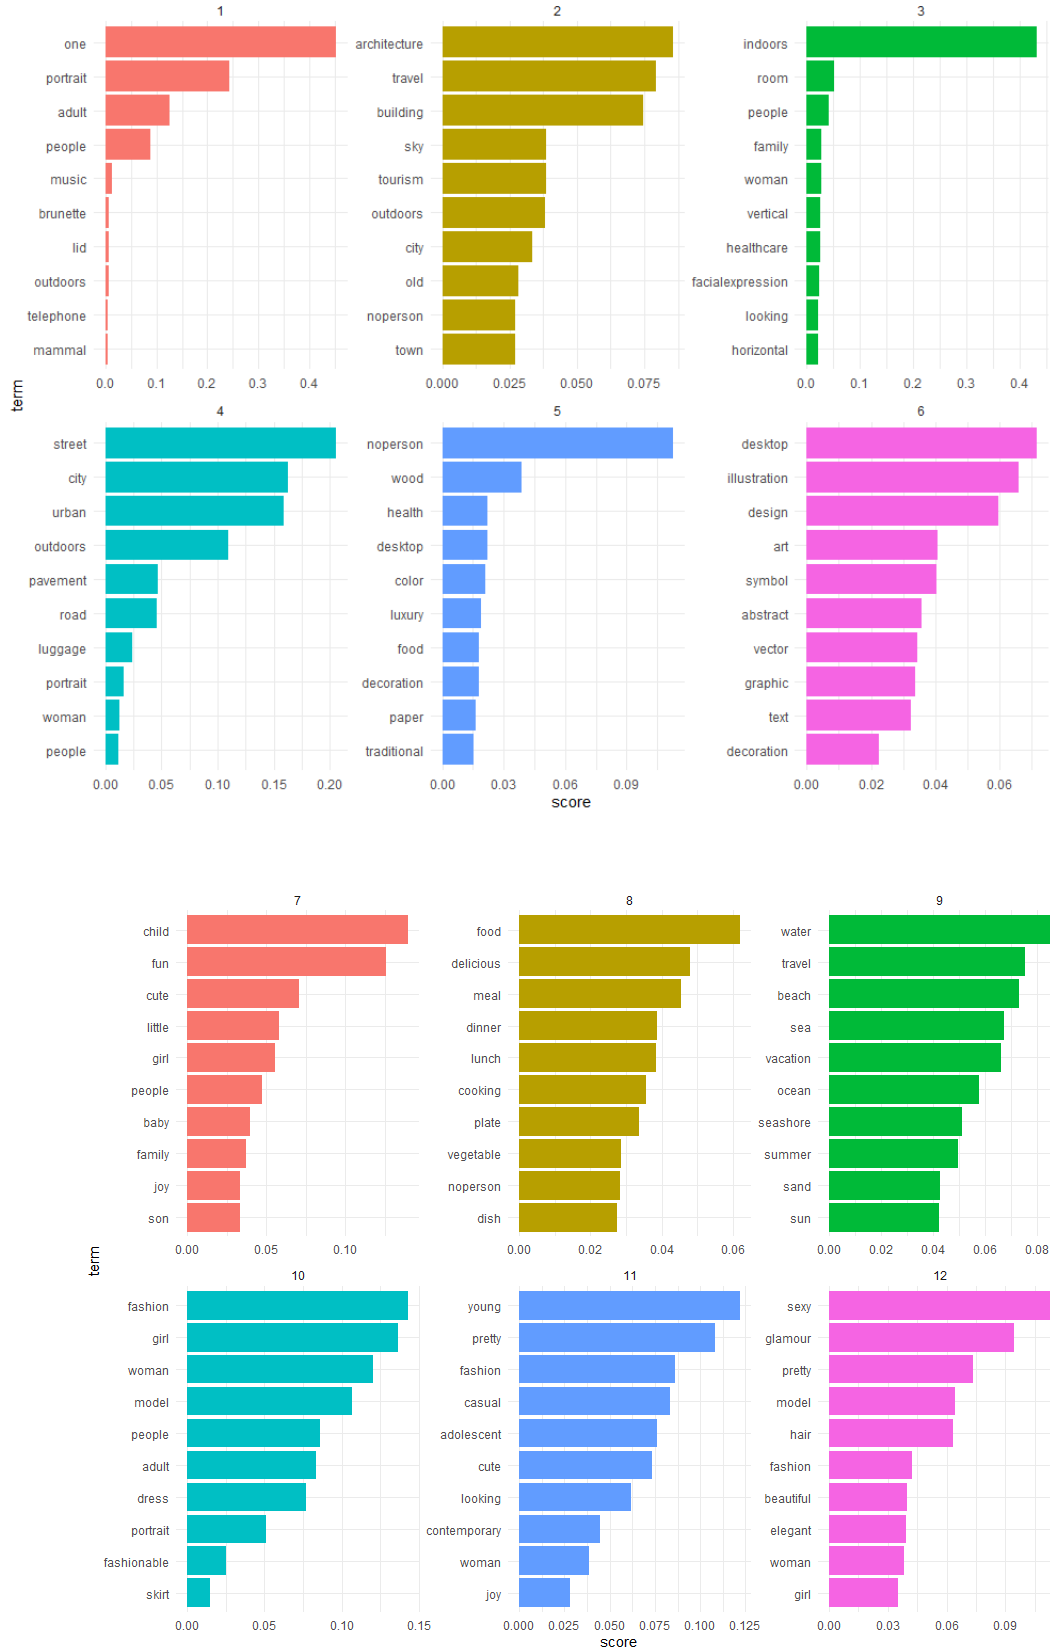 1
one
portrait
adult
people
music
brunette
lid
outdoors
telephone
mammal
0.0 0.1 0.2 0.3 0.4
2
architecture
travel
building
sky
tourism
outdoors
city
old
noperson
town
0.000 0.025 0.050 0.075
3
indoors
room
people
family
woman
vertical
healthcare
facialexpression
looking
horizontal
0.0 0.1 0.2 0.3 0.4
term
4
street
city
urban
outdoors
pavement
road
luggage
portrait
woman
people
0.00 0.05 0.10 0.15 0.20
5
noperson
wood
health
desktop
color
luxury
food
decoration
paper
traditional
0.00 0.03 0.06 0.09
6
desktop
illustration
design
art
symbol
abstract
vector
graphic
text
decoration
0.00 0.02 0.04 0.06
score
7
child
fun
cute
little
girl
people
baby
family
joy
son
0.00 0.05 0.10
8
food
delicious
meal
dinner
lunch
cooking
plate
vegetable
noperson
dish
0.00 0.02 0.04 0.06
9
water
travel
beach
sea
vacation
ocean
seashore
summer
sand
sun
0.00 0.02 0.04 0.06 0.08
term
10
fashion
girl
woman
model
people
adult
dress
portrait
fashionable
skirt
0.00 0.05 0.10 0.15
11
young
pretty
fashion
casual
adolescent
cute
looking
contemporary
woman
joy
0.000 0.025 0.050 0.075 0.100 0.125
12
sexy
glamour
pretty
model
hair
fashion
beautiful
elegant
woman
girl
0.00 0.03 0.06 0.09
score